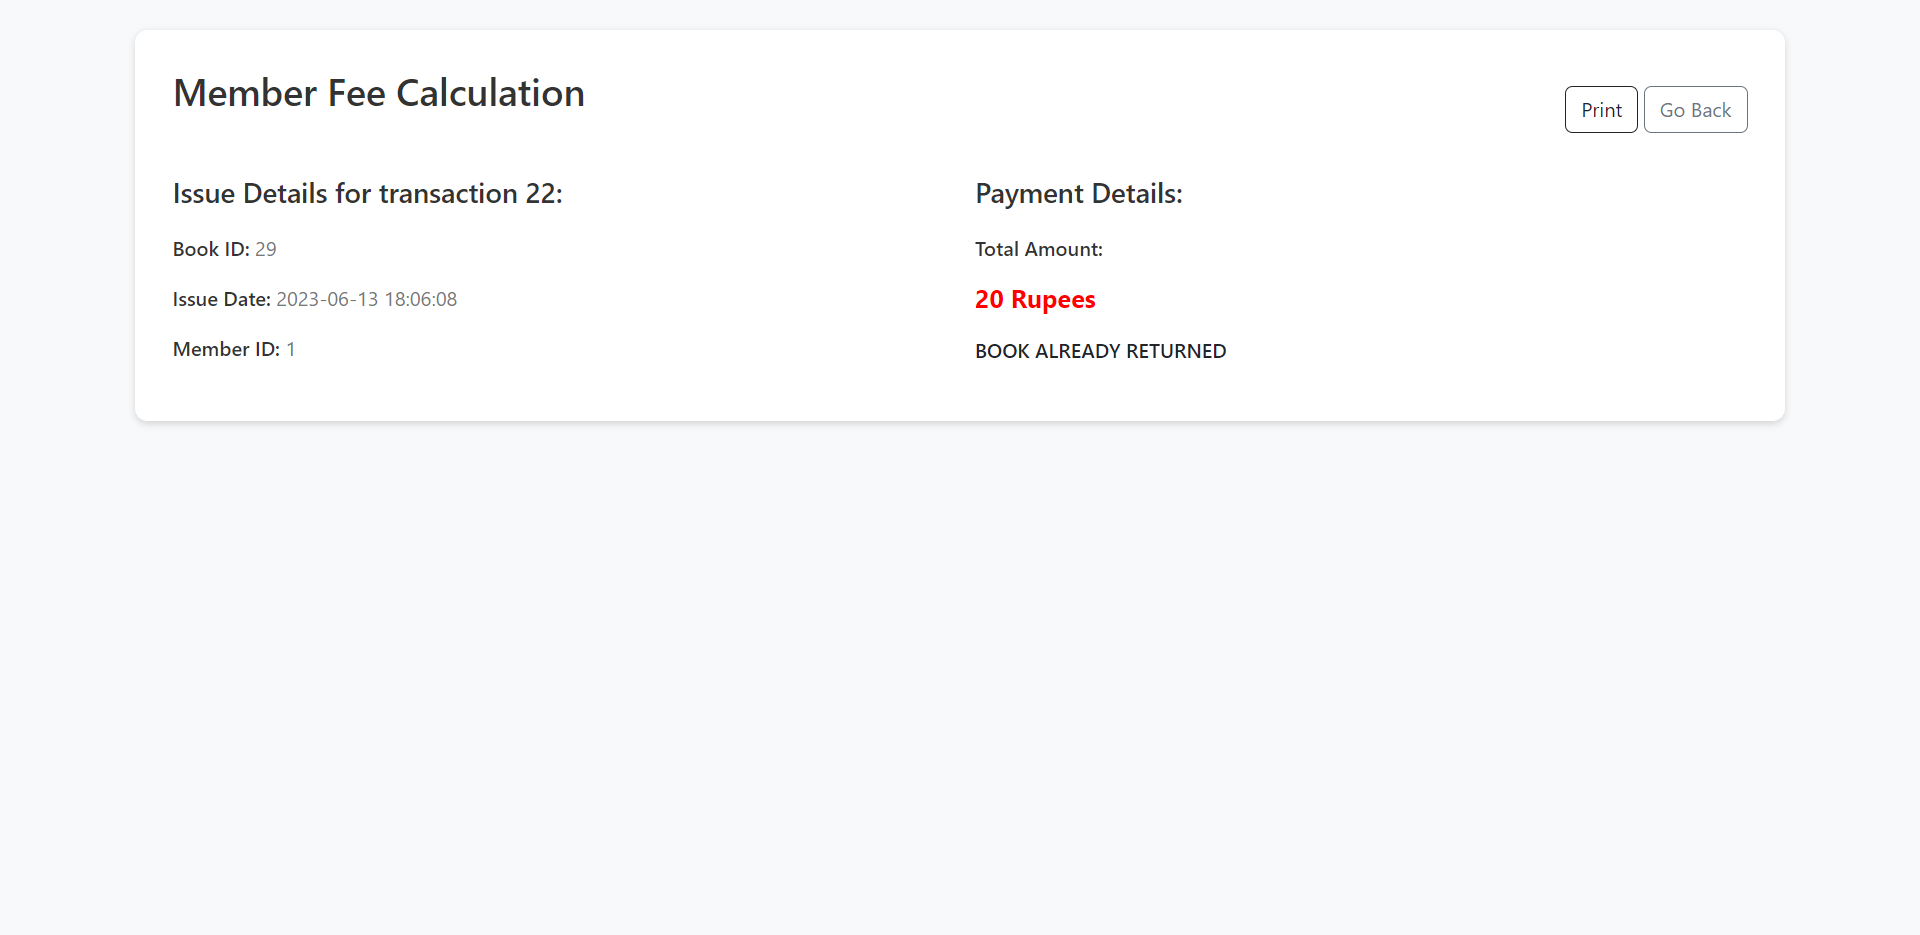 Member Fee Calculation
Print
Go Back
Issue Details for transaction 22:
Book ID: 29
Issue Date: 2023-06-13 18:06:08
Member ID: 1
Payment Details:
Total Amount:
20 Rupees
BOOK ALREADY RETURNED